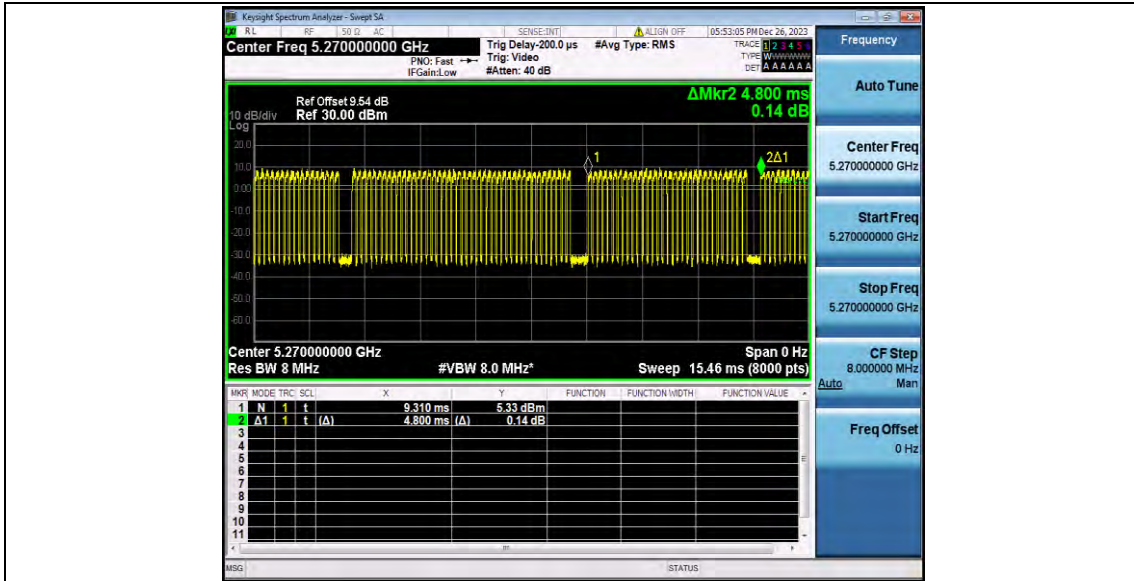 Keysight Spectrum Analyzer - Swept SA
RL RF 50 Ω AC SENSE:INT ALIGN OFF 05:53:05 PM Dec 26, 2023
Center Freq 5.270000000 GHz
Trig Delay-200.0 µs #Avg Type: RMS
TRACE 1 2 3 4 5 6
PNO: Fast Trig: Video
TYPE
IFGain:Low #Atten: 40 dB
DET A A A A A A
ΔMkr2 4.800 ms
0.14 dB
Ref Offset 9.54 dB
10 dB/div Ref 30.00 dBm
Log
20.0
10.0
0.00
-10.0
-20.0
-30.0
-40.0
-50.0
-60.0
1
2Δ1
Center 5.270000000 GHz Span 0 Hz
Res BW 8 MHz #VBW 8.0 MHz* Sweep 15.46 ms (8000 pts)
MKR MODE TRC SCL X Y FUNCTION FUNCTION WIDTH FUNCTION VALUE
1 N 1 t 9.310 ms 5.33 dBm
2 Δ1 1 t (Δ) 4.800 ms (Δ) 0.14 dB
3
4
5
6
7
8
9
10
11
MSG STATUS
Frequency
Auto Tune
Center Freq
5.270000000 GHz
Start Freq
5.270000000 GHz
Stop Freq
5.270000000 GHz
CF Step
8.000000 MHz
Auto Man
Freq Offset
0 Hz